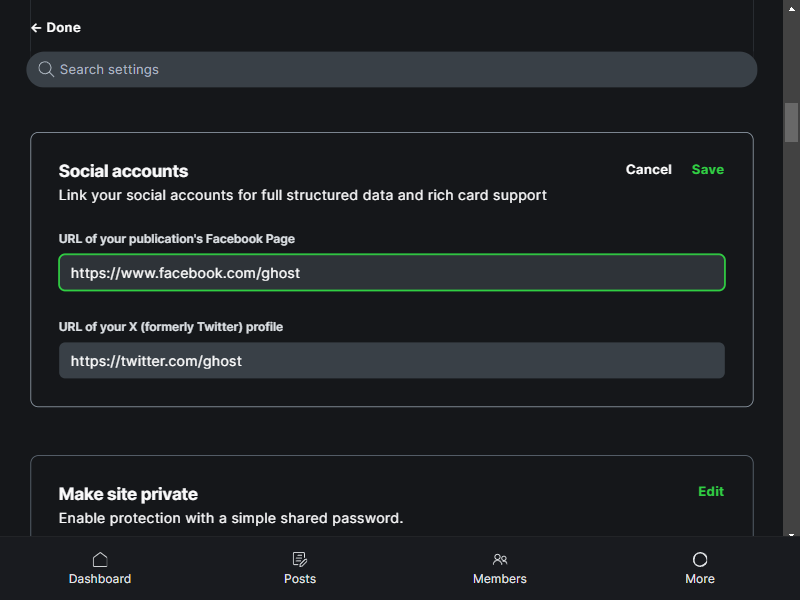 ← Done
Search settings
Social accounts
Cancel
Save
Link your social accounts for full structured data and rich card support
URL of your publication's Facebook Page
https://www.facebook.com/ghost
URL of your X (formerly Twitter) profile
https://twitter.com/ghost
Make site private
Edit
Enable protection with a simple shared password.
Dashboard
Posts
Members
More